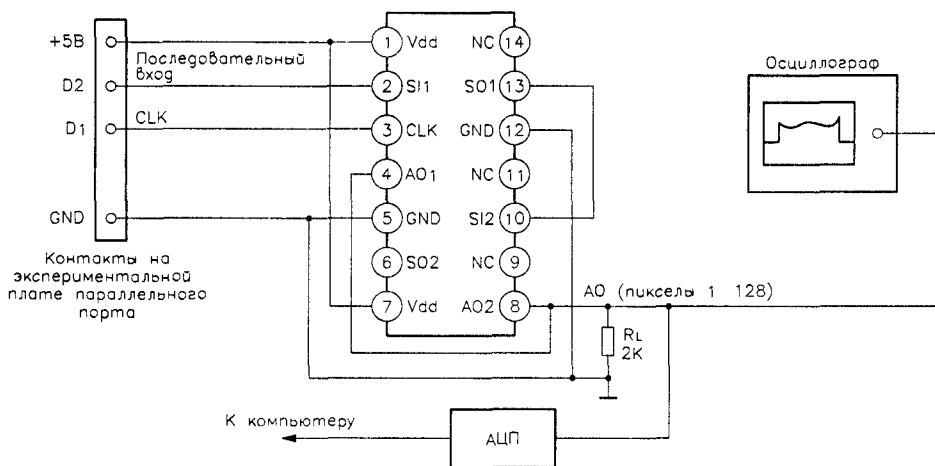 +5В
D2
D1
GND
Последовательный
вход
CLK
Контакты на
экспериментальной
плате параллельного
порта
1 Vdd
2 SI1
3 CLK
4 AO1
5 GND
6 SO2
7 Vdd
NC 14
SO1 13
GND 12
NC 11
SI2 10
NC 9
AO2 8
Осциллограф
АО (пикселы 1 128)
RL
2K
К компьютеру
АЦП